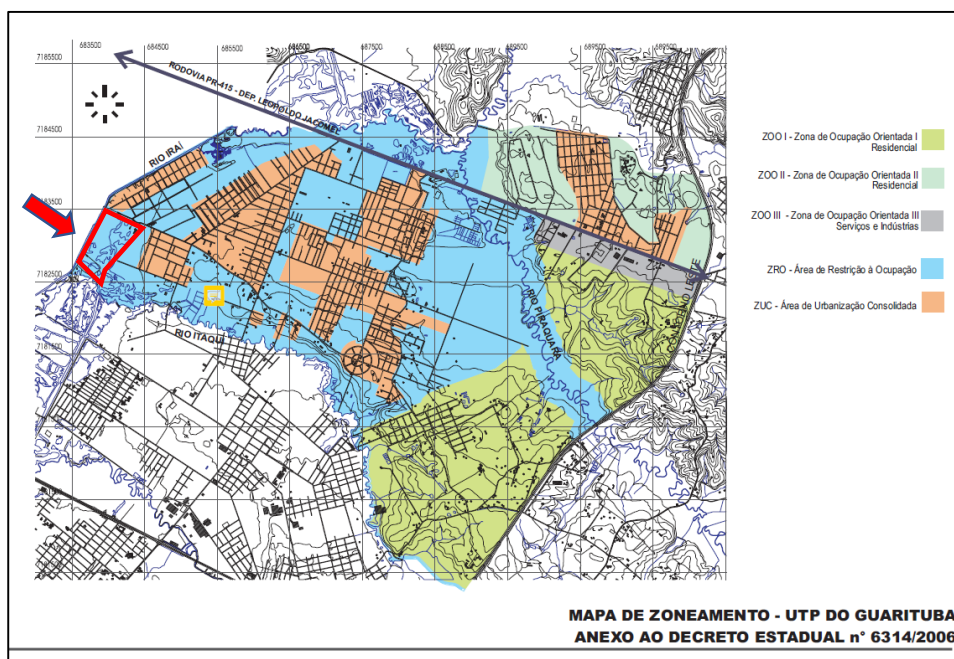 683500
684500
685500
686500
687500
688500
689500
689500
689500
7185500
7184500
7183500
7182500
7181500
RODOVIA PR-415 - DEP. LEOPOLDO JACOMEL
RIO IRAÍ
RIO ITAQUI
RIO PIRAQUARA
ZOO I - Zona de Ocupação Orientada I
Residencial
ZOO II - Zona de Ocupação Orientada II
Residencial
ZOO III - Zona de Ocupação Orientada III
Serviços e Indústrias
ZRO - Área de Restrição à Ocupação
ZUC - Área de Urbanização Consolidada
MAPA DE ZONEAMENTO - UTP DO GUARITUBA
ANEXO AO DECRETO ESTADUAL n° 6314/2006